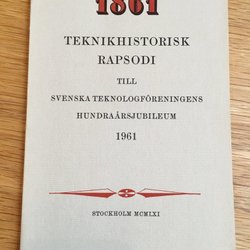 1861
TEKNIKHISTORISK
RAPSODI
TILL
SVENSKA TEKNOLOGFÖRENINGENS
HUNDRAÅRSJUBILEUM
1961
STOCKHOLM MCMLXI